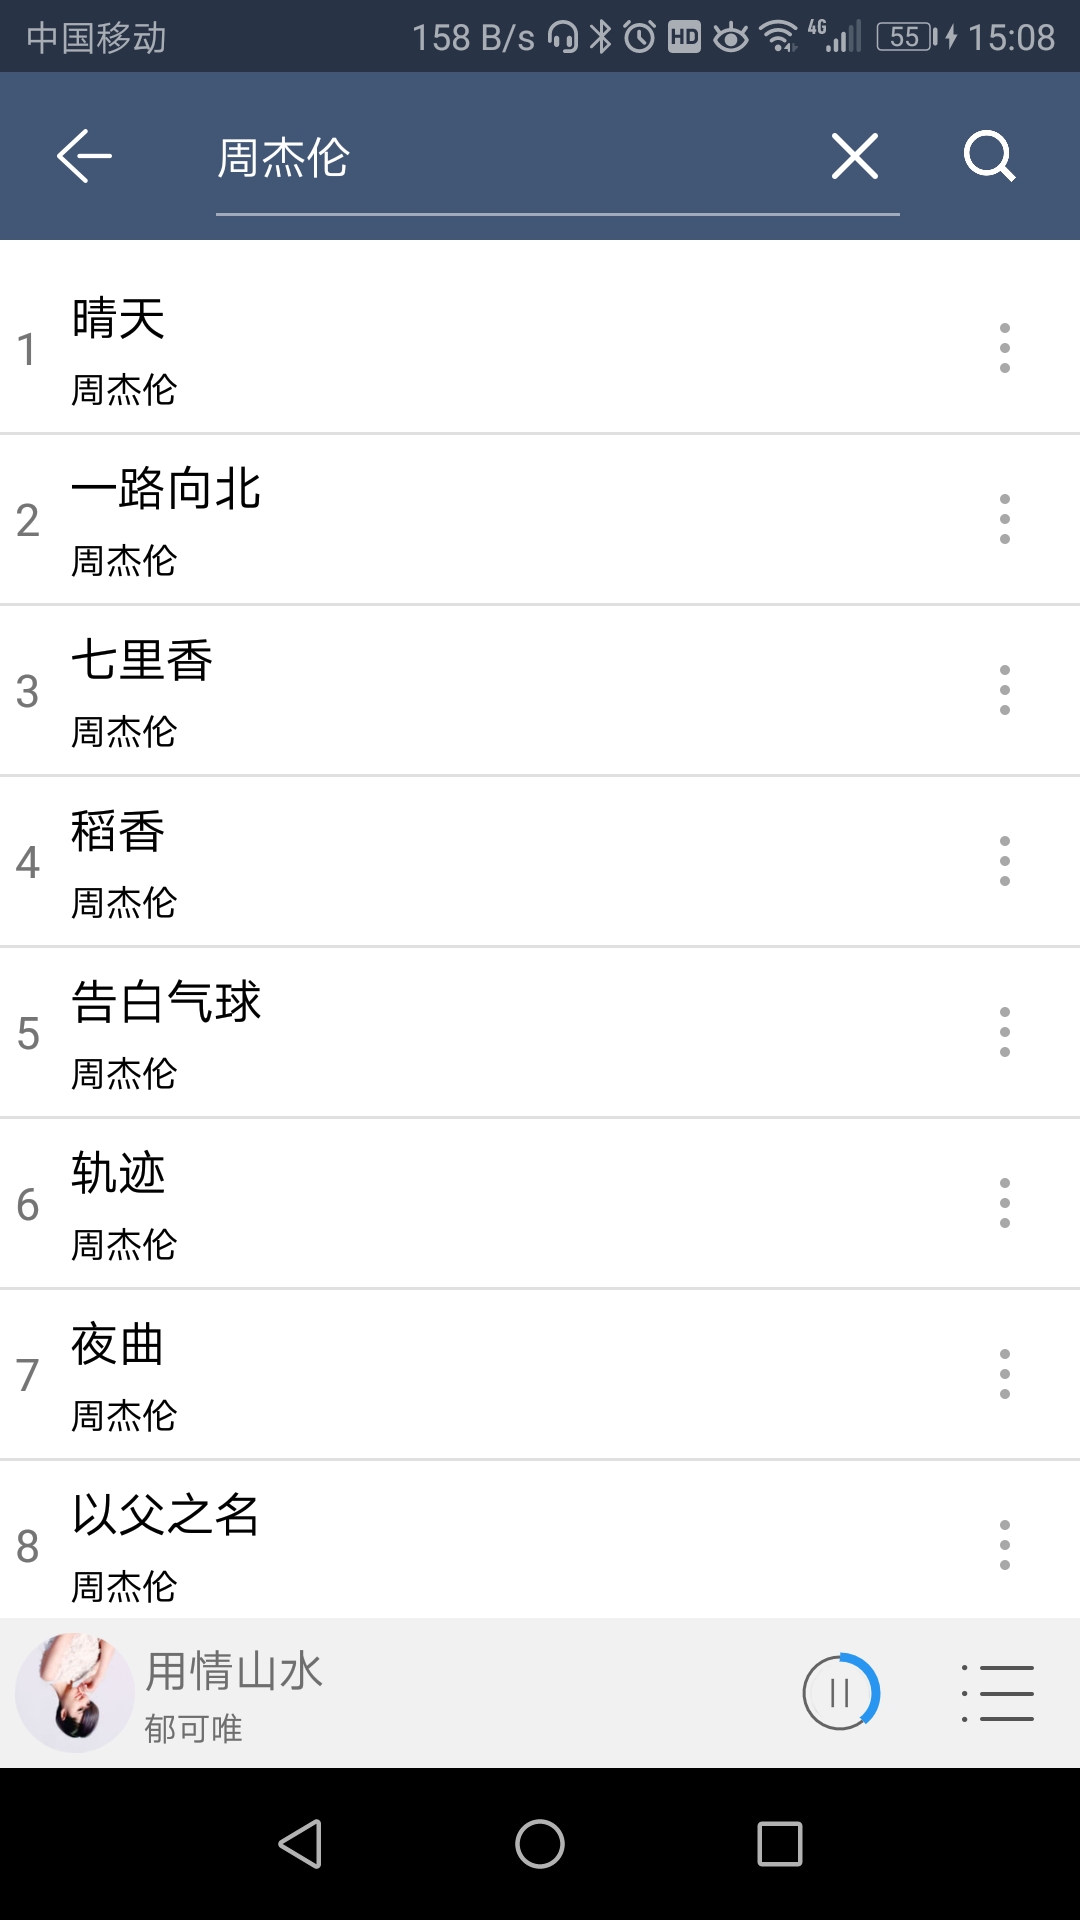 中国移动 158 B/s HD 4G 55 15:08
周杰伦
1
晴天
周杰伦
2
一路向北
周杰伦
3
七里香
周杰伦
4
稻香
周杰伦
5
告白气球
周杰伦
6
轨迹
周杰伦
7
夜曲
周杰伦
8
以父之名
周杰伦
用情山水
郁可唯